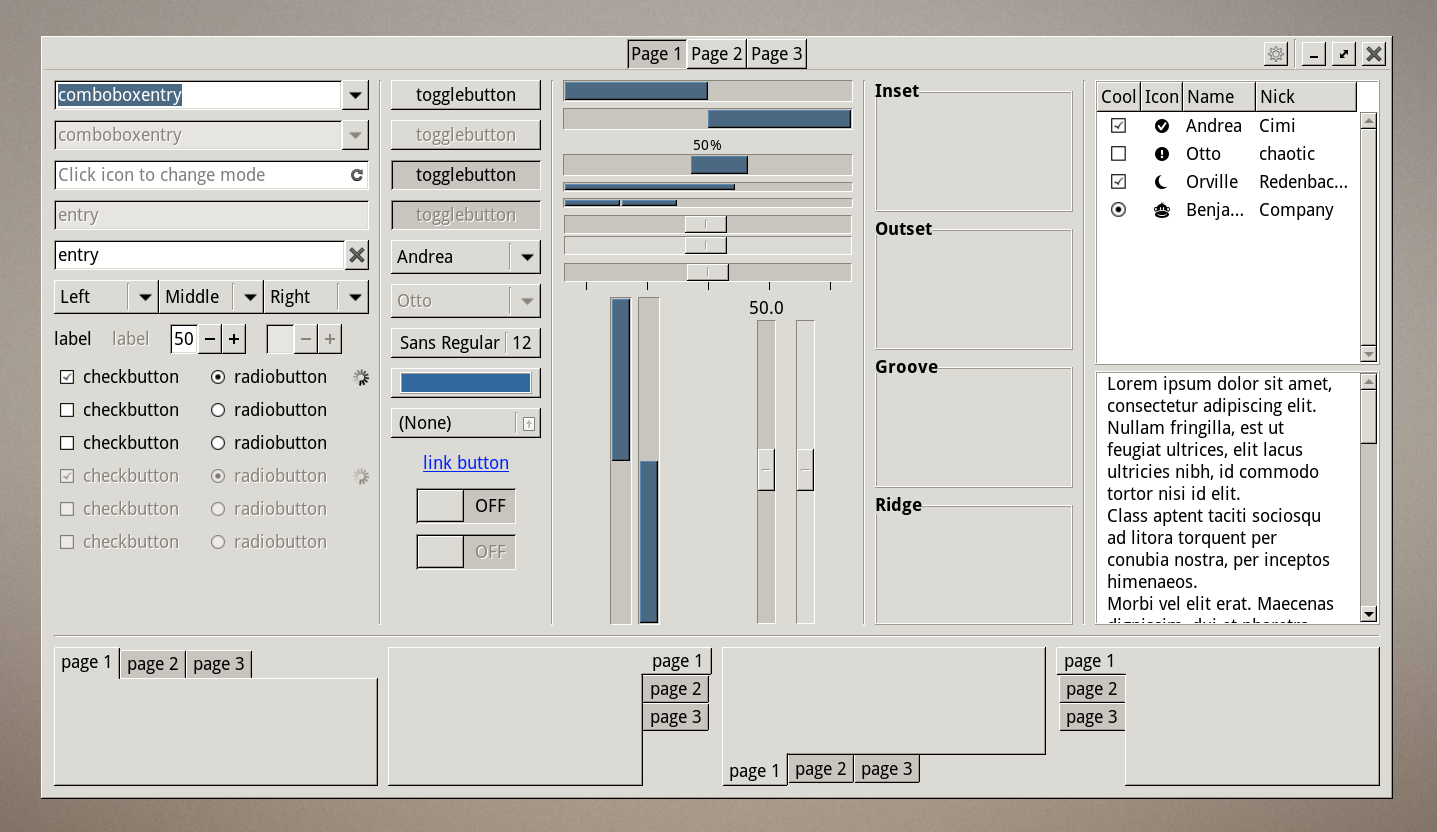 Page 1 Page 2 Page 3
comboboxentry
comboboxentry
Click icon to change mode
entry
entry
Left Middle Right
label label 50
checkbutton radiobutton
checkbutton radiobutton
checkbutton radiobutton
checkbutton radiobutton
checkbutton radiobutton
checkbutton radiobutton
togglebutton
togglebutton
togglebutton
togglebutton
Andrea
Otto
Sans Regular 12
(None)
link button
OFF
OFF
50%
50.0
Inset
Outset
Groove
Ridge
Cool Icon Name Nick
Andrea Cimi
Otto chaotic
Orville Redenbac...
Benja... Company
Lorem ipsum dolor sit amet,
consectetur adipiscing elit.
Nullam fringilla, est ut
feugiat ultrices, elit lacus
ultricies nibh, id commodo
tortor nisi id elit.
Class aptent taciti sociosqu
ad litora torquent per
conubia nostra, per inceptos
himenaeos.
Morbi vel elit erat. Maecenas
page 1 page 2 page 3
page 1
page 2
page 3
page 1 page 2 page 3
page 1
page 2
page 3